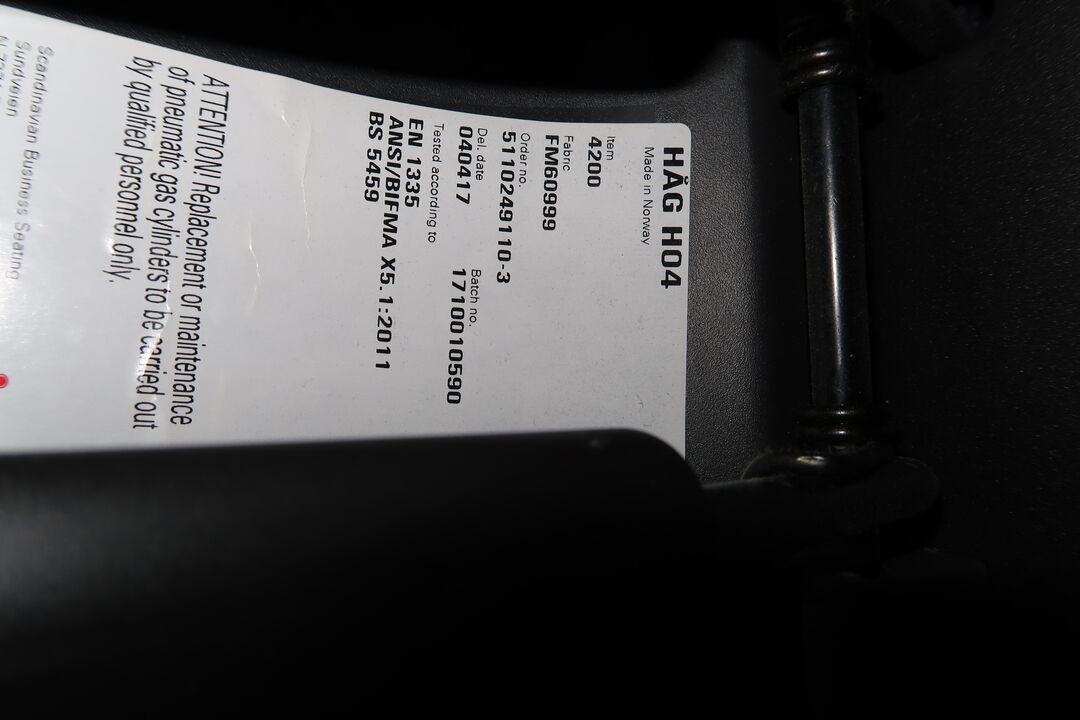 HÅG H04
Made in Norway
Item
4200
Fabric
FM60999
Order no.
5110249110-3
Del. date
040417
Batch no.
1710010590
Tested according to
EN 1335
ANSI/BIFMA X5.1:2011
BS 5459
ATTENTION! Replacement or maintenance
of pneumatic gas cylinders to be carried out
by qualified personnel only.
Scandinavian Business Seating
Sundveien